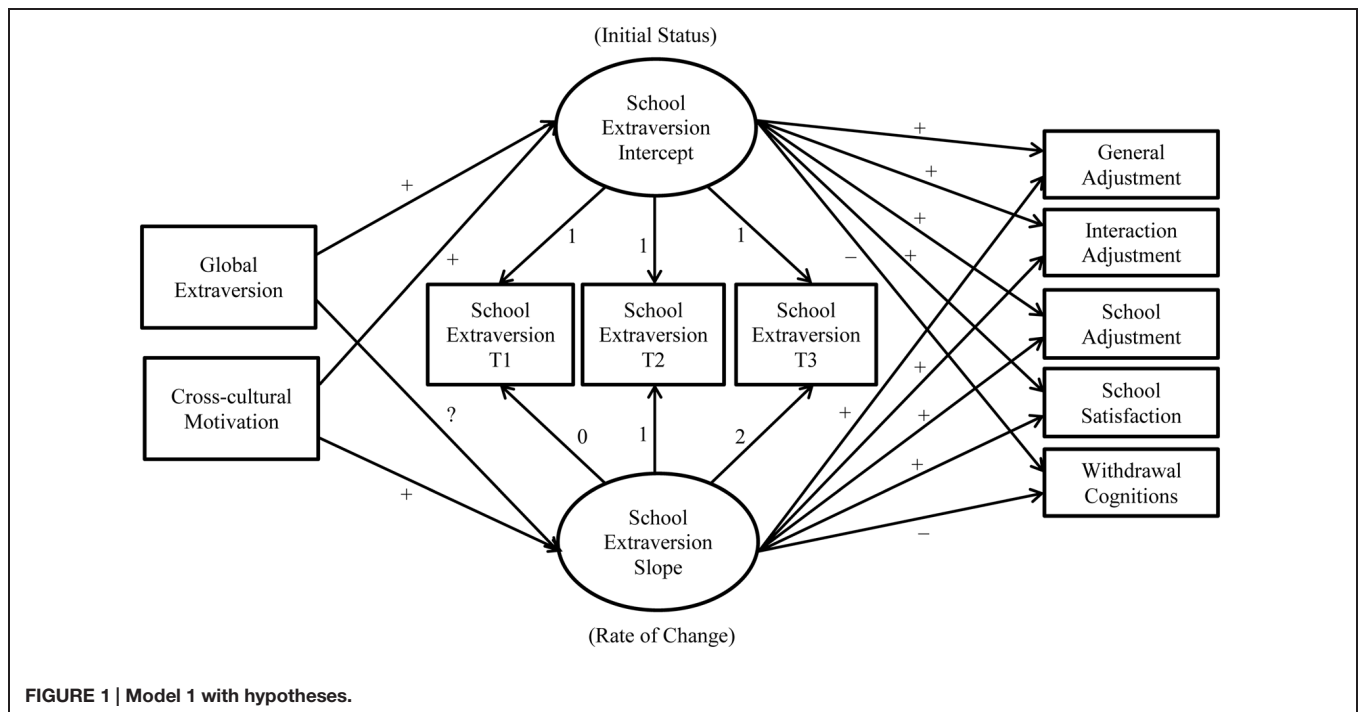 (Initial Status)
School
Extraversion
Intercept
+
+
+
+
+
−
+
+
1
1
1
Global
Extraversion
Cross-cultural
Motivation
School
Extraversion
T1
School
Extraversion
T2
School
Extraversion
T3
General
Adjustment
Interaction
Adjustment
School
Adjustment
School
Satisfaction
Withdrawal
Cognitions
?
+
0
1
2
+
+
+
+
−
School
Extraversion
Slope
(Rate of Change)
FIGURE 1 | Model 1 with hypotheses.